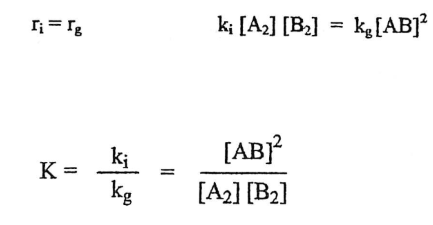 rᵢ = r_g    kᵢ [A₂] [B₂] = k_g [AB]²
K = kᵢ / k_g = [AB]² / [A₂] [B₂]